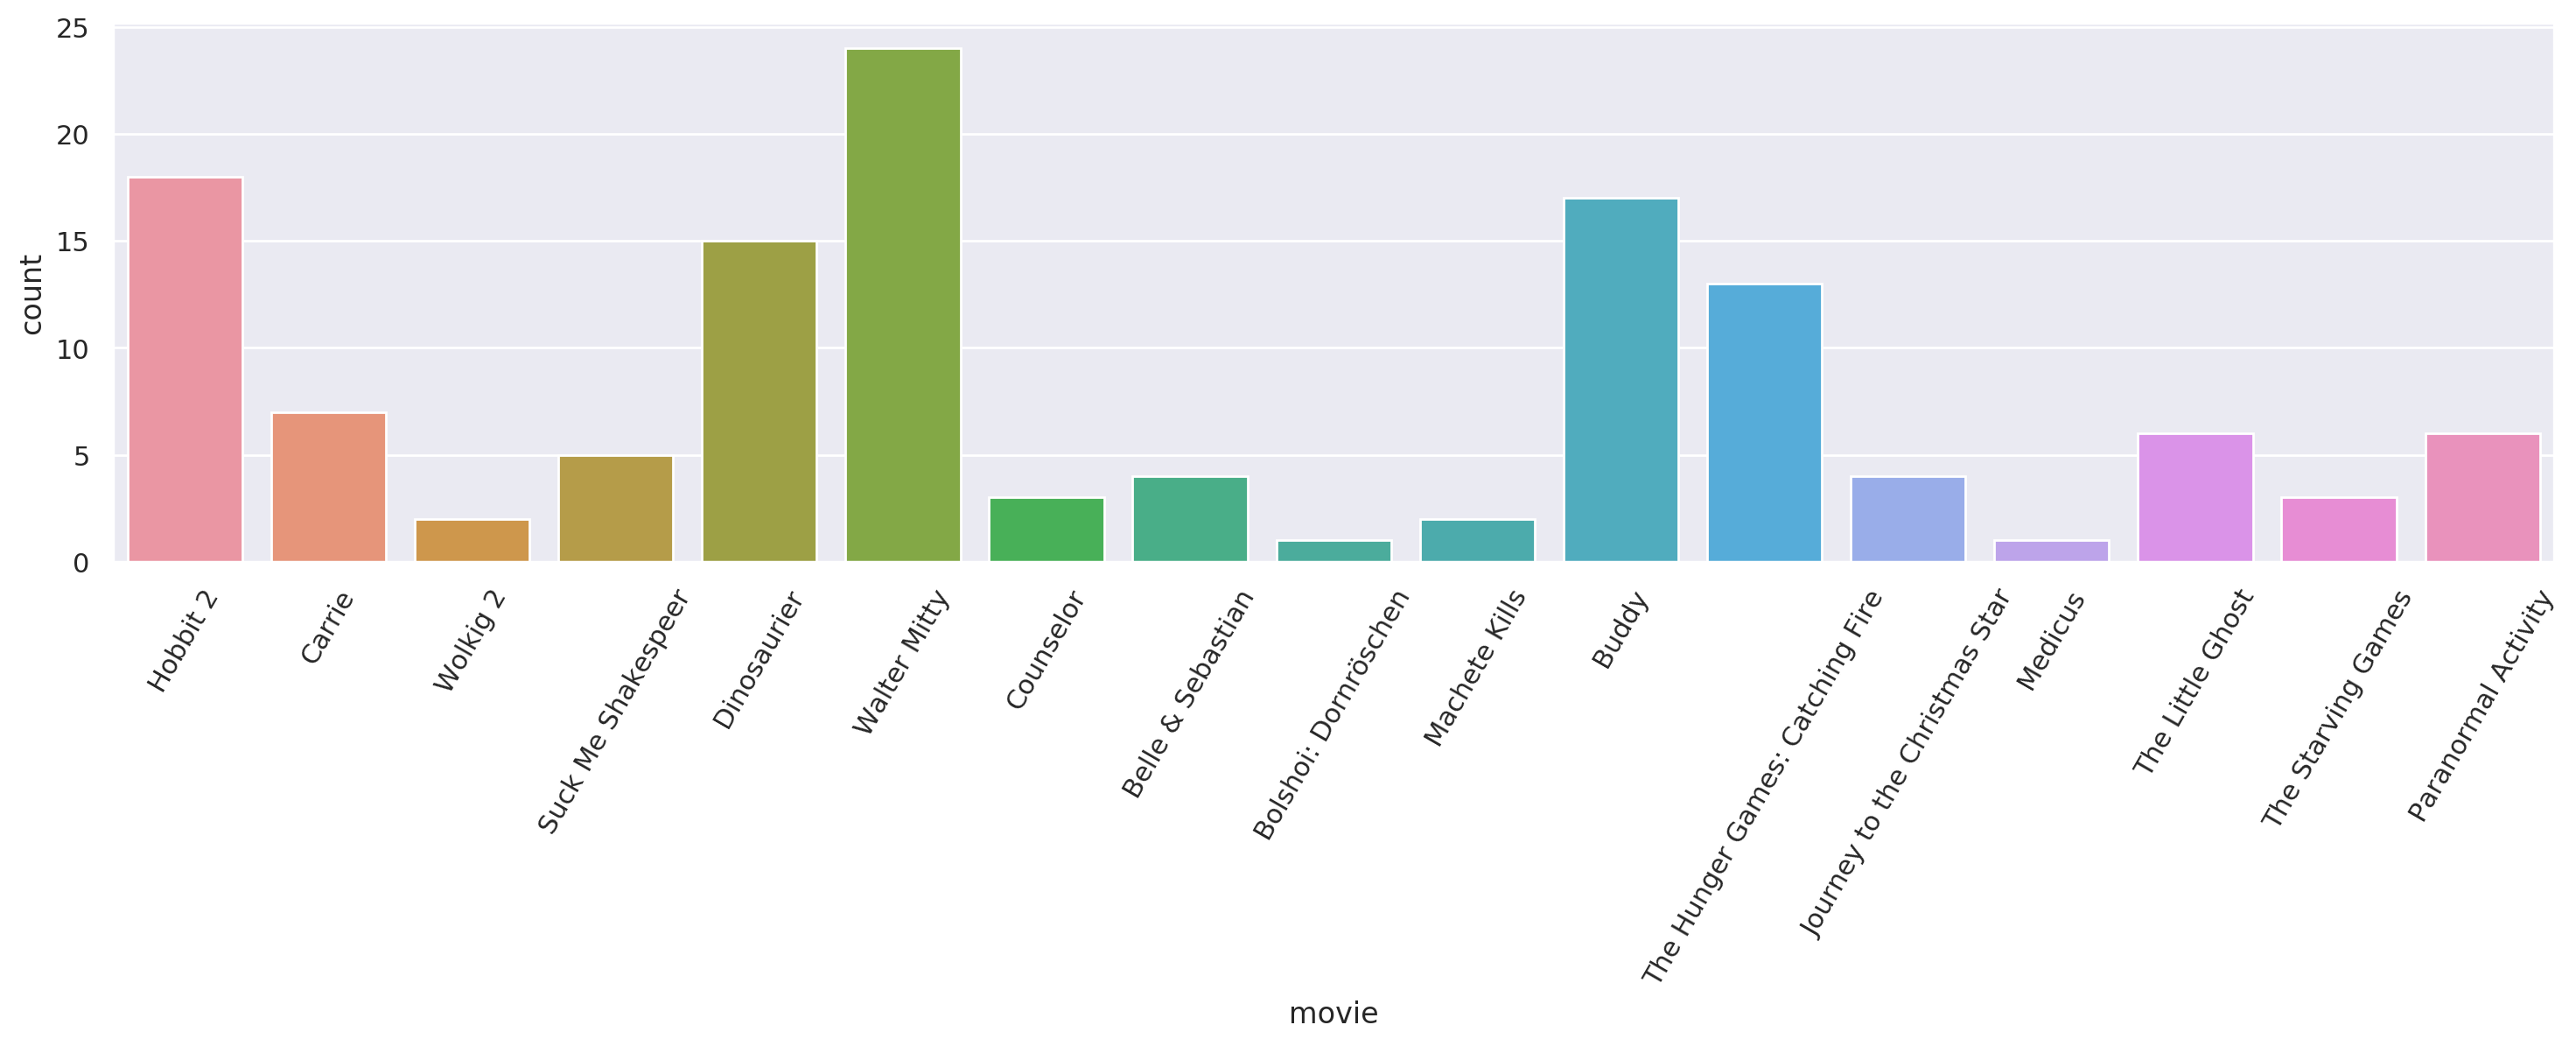 25
20
15
10
5
0
count
Hobbit 2
Carrie
Wolkig 2
Suck Me Shakespeer
Dinosaurier
Walter Mitty
Counselor
Belle & Sebastian
Bolshoi: Dornröschen
Machete Kills
Buddy
The Hunger Games: Catching Fire
Journey to the Christmas Star
Medicus
The Little Ghost
The Starving Games
Paranormal Activity
movie